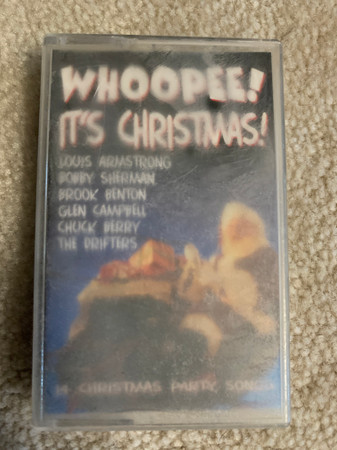 WHOOPEE!
IT'S CHRISTMAS!
LOUIS ARMSTRONG
BOBBY SHERMAN
BROOK BENTON
GLEN CAMPBELL
CHUCK BERRY
THE DRIFTERS
14 CHRISTMAS PARTY SONGS